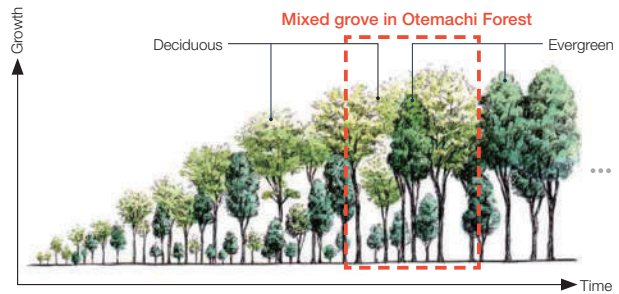 Mixed grove in Otemachi Forest
Growth
Deciduous
Evergreen
Time